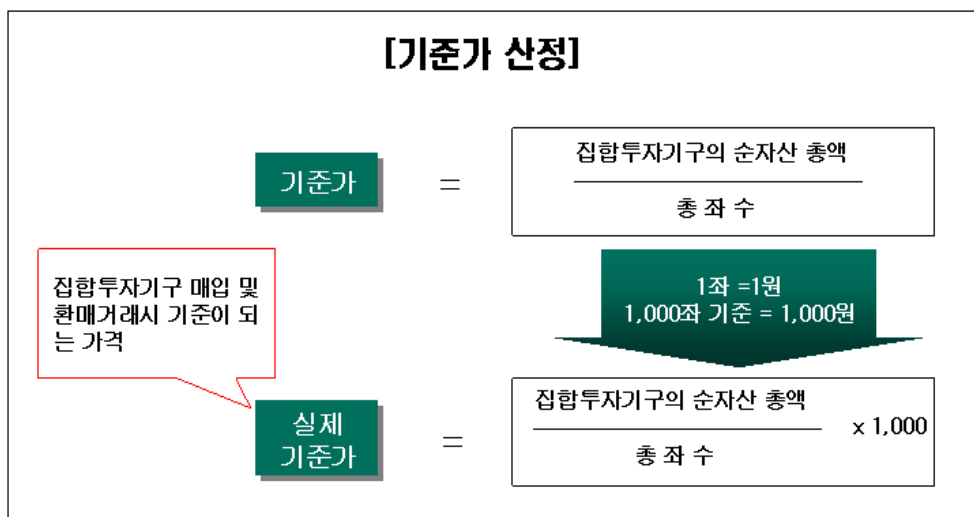 [기준가 산정]
기준가
=
집합투자기구의 순자산 총액
총 좌 수
집합투자기구 매입 및
환매거래시 기준이 되
는 가격
1좌 =1원
1,000좌 기준 = 1,000원
실제
기준가
=
집합투자기구의 순자산 총액
총 좌 수
x 1,000